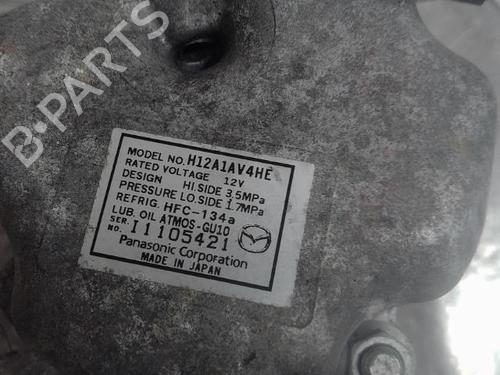 B-PARTS
MODEL NO. H12A1AV4HE
RATED VOLTAGE 12V
DESIGN HI.SIDE 3.5MPa
PRESSURE LO.SIDE 1.7MPa
REFRIG. HFC-134a
LUB. OIL ATMOS-GU10
SER. NO. I1105421
Panasonic Corporation
MADE IN JAPAN